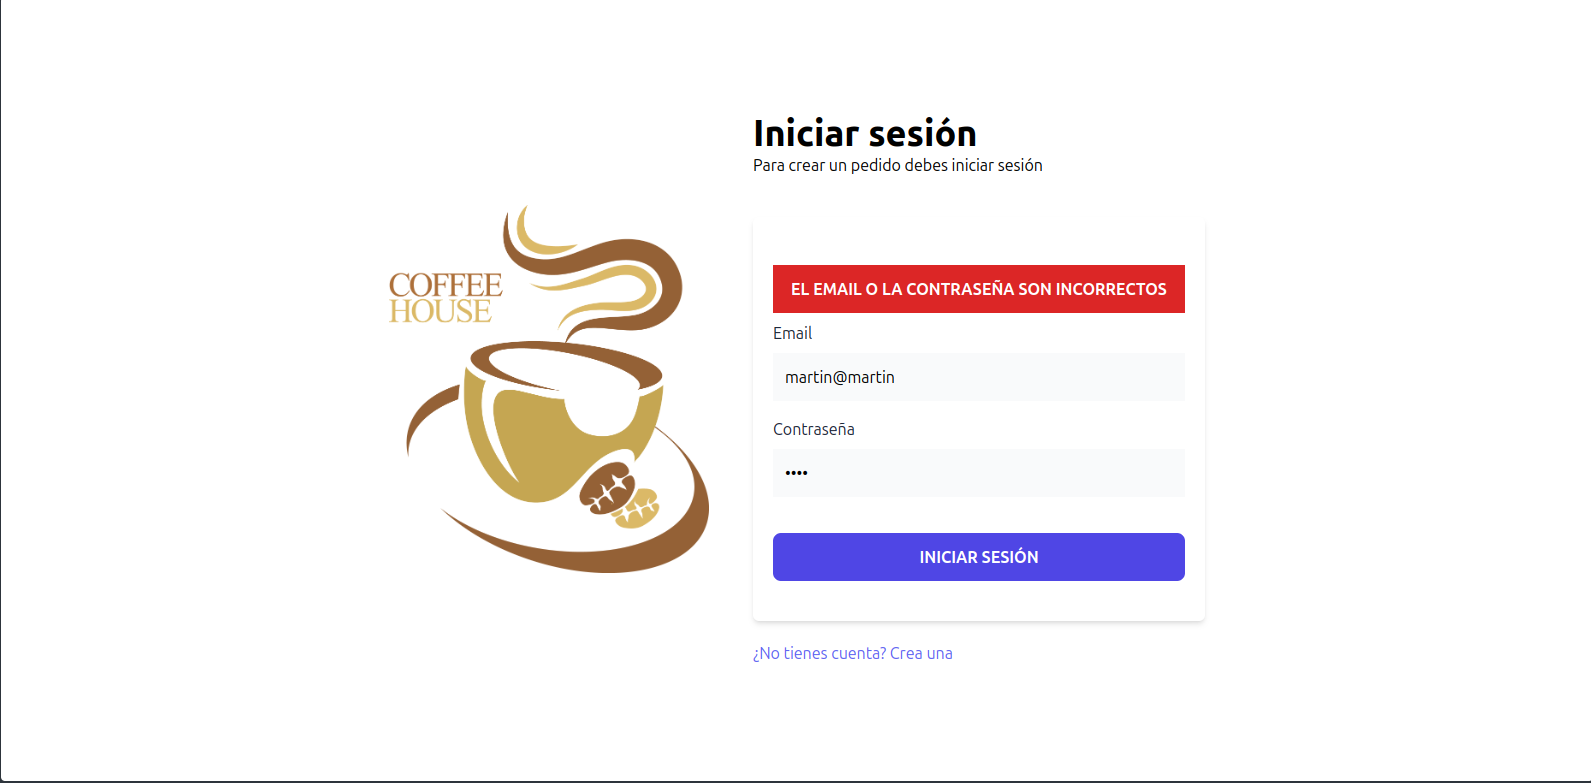 COFFEE
HOUSE
Iniciar sesión
Para crear un pedido debes iniciar sesión
EL EMAIL O LA CONTRASEÑA SON INCORRECTOS
Email
martin@martin
Contraseña
••••
INICIAR SESIÓN
¿No tienes cuenta? Crea una